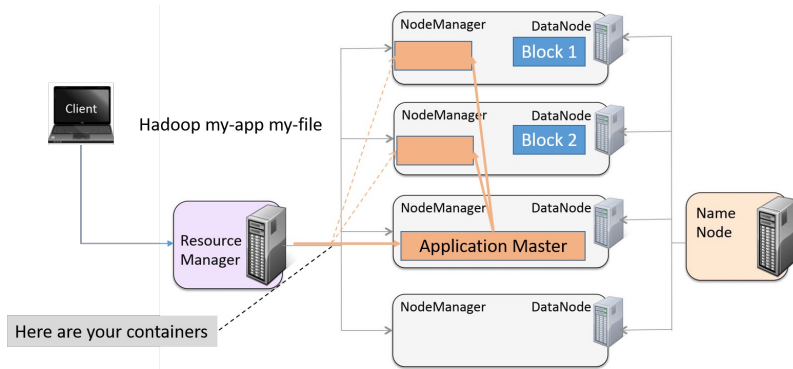 NodeManager DataNode
Block 1
Client
Hadoop my-app my-file
NodeManager DataNode
Block 2
NodeManager DataNode
Application Master
Resource
Manager
Name
Node
NodeManager DataNode
Here are your containers